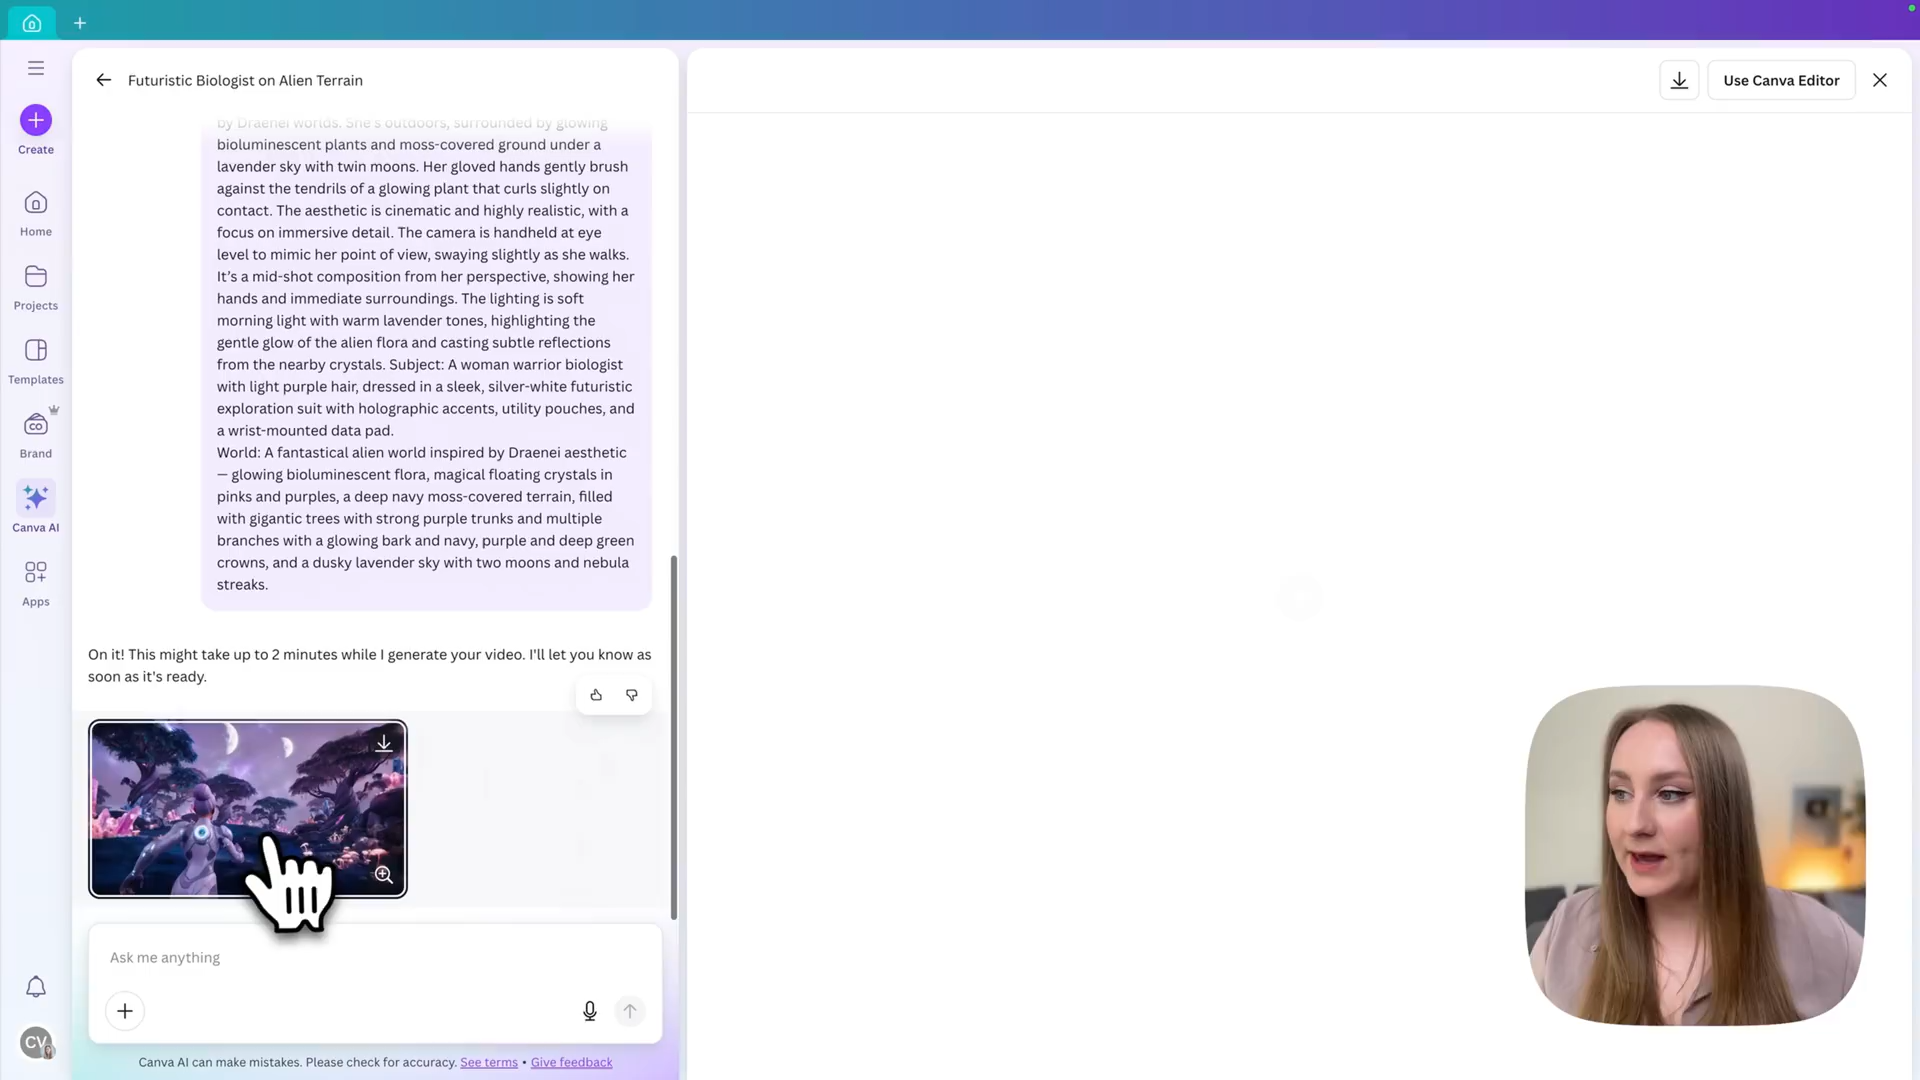 Futuristic Biologist on Alien Terrain
Use Canva Editor
Create
Home
Projects
Templates
CO
Brand
Canva AI
Apps
CV
by Draenei worlds. She's outdoors, surrounded by glowing
bioluminescent plants and moss-covered ground under a
lavender sky with twin moons. Her gloved hands gently brush
against the tendrils of a glowing plant that curls slightly on
contact. The aesthetic is cinematic and highly realistic, with a
focus on immersive detail. The camera is handheld at eye
level to mimic her point of view, swaying slightly as she walks.
It's a mid-shot composition from her perspective, showing her
hands and immediate surroundings. The lighting is soft
morning light with warm lavender tones, highlighting the
gentle glow of the alien flora and casting subtle reflections
from the nearby crystals. Subject: A woman warrior biologist
with light purple hair, dressed in a sleek, silver-white futuristic
exploration suit with holographic accents, utility pouches, and
a wrist-mounted data pad.
World: A fantastical alien world inspired by Draenei aesthetic
— glowing bioluminescent flora, magical floating crystals in
pinks and purples, a deep navy moss-covered terrain, filled
with gigantic trees with strong purple trunks and multiple
branches with a glowing bark and navy, purple and deep green
crowns, and a dusky lavender sky with two moons and nebula
streaks.
On it! This might take up to 2 minutes while I generate your video. I'll let you know as
soon as it's ready.
Ask me anything
Canva AI can make mistakes. Please check for accuracy. See terms • Give feedback